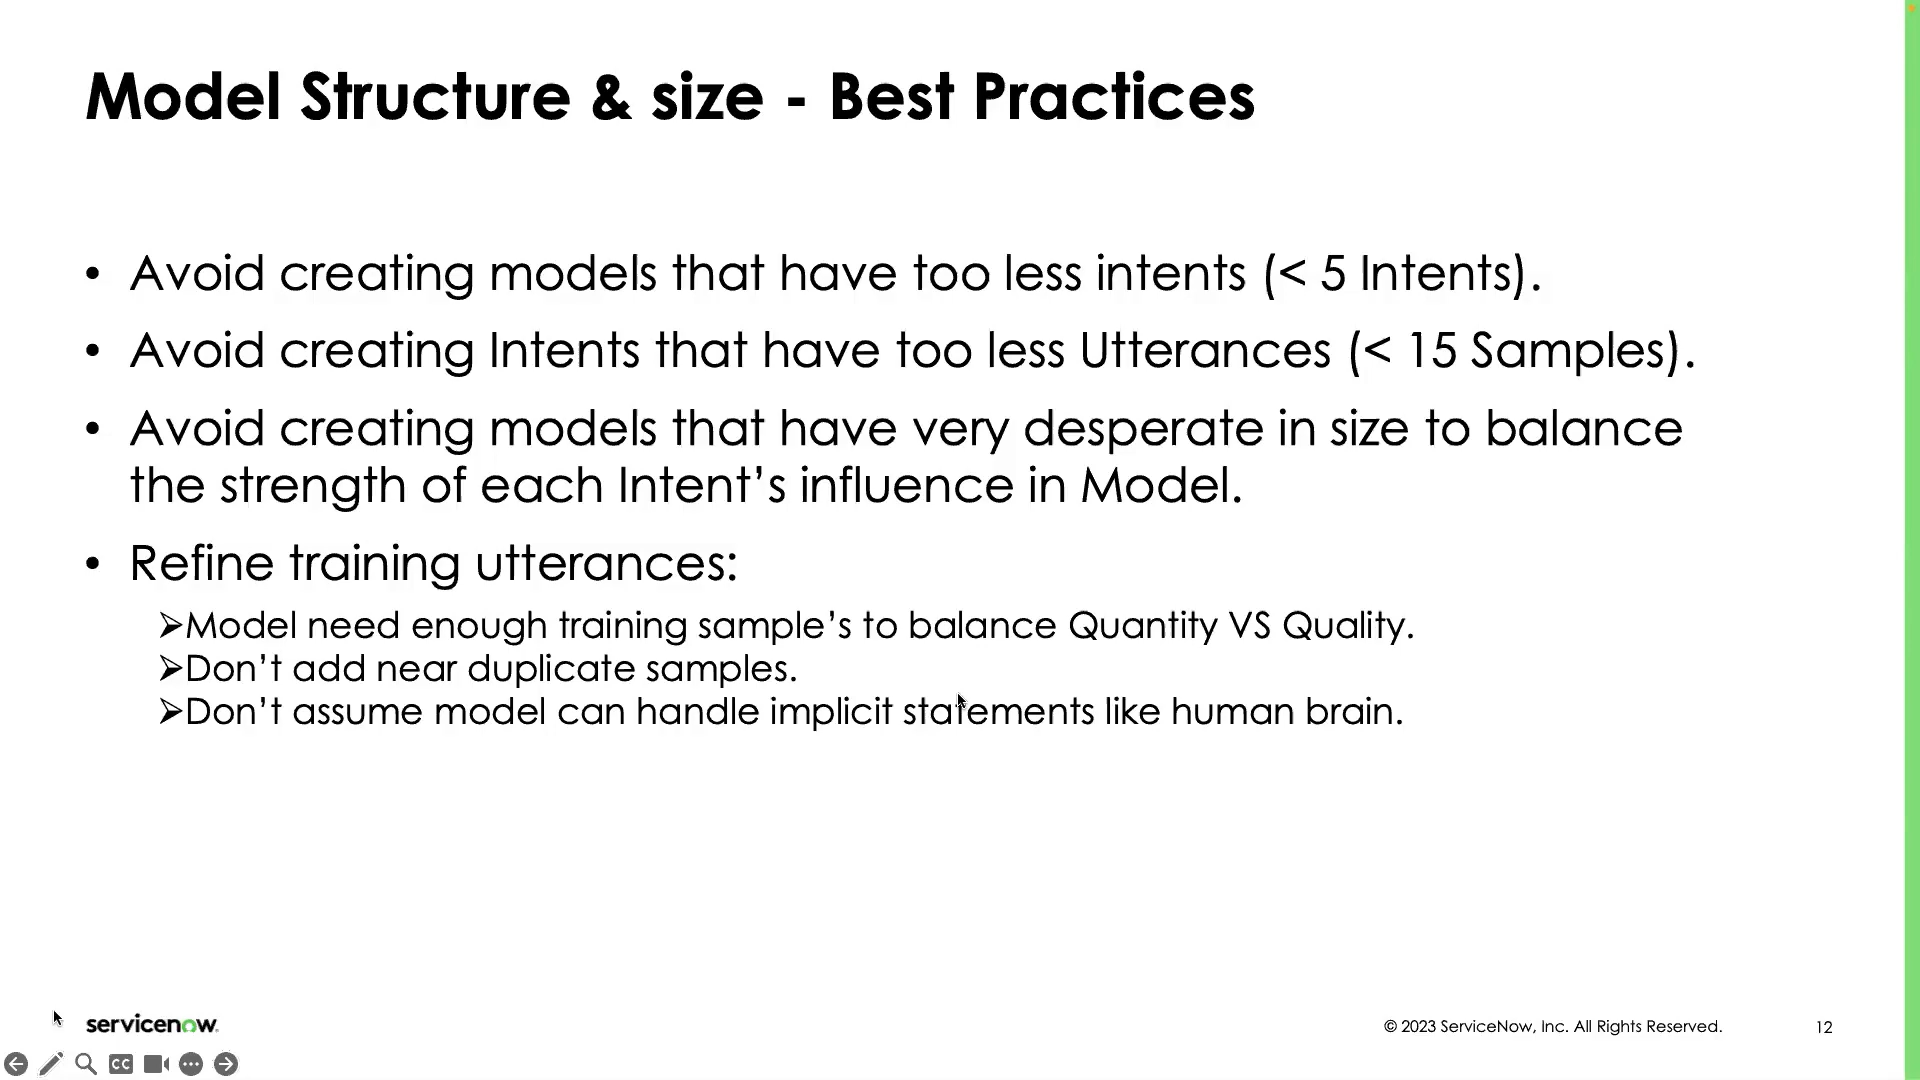 Model Structure & size - Best Practices
• Avoid creating models that have too less intents (< 5 Intents).
• Avoid creating Intents that have too less Utterances (< 15 Samples).
• Avoid creating models that have very desperate in size to balance
the strength of each Intent’s influence in Model.
• Refine training utterances:
➢Model need enough training sample’s to balance Quantity VS Quality.
➢Don’t add near duplicate samples.
➢Don’t assume model can handle implicit statements like human brain.
servicenow.
© 2023 ServiceNow, Inc. All Rights Reserved.
12
CC